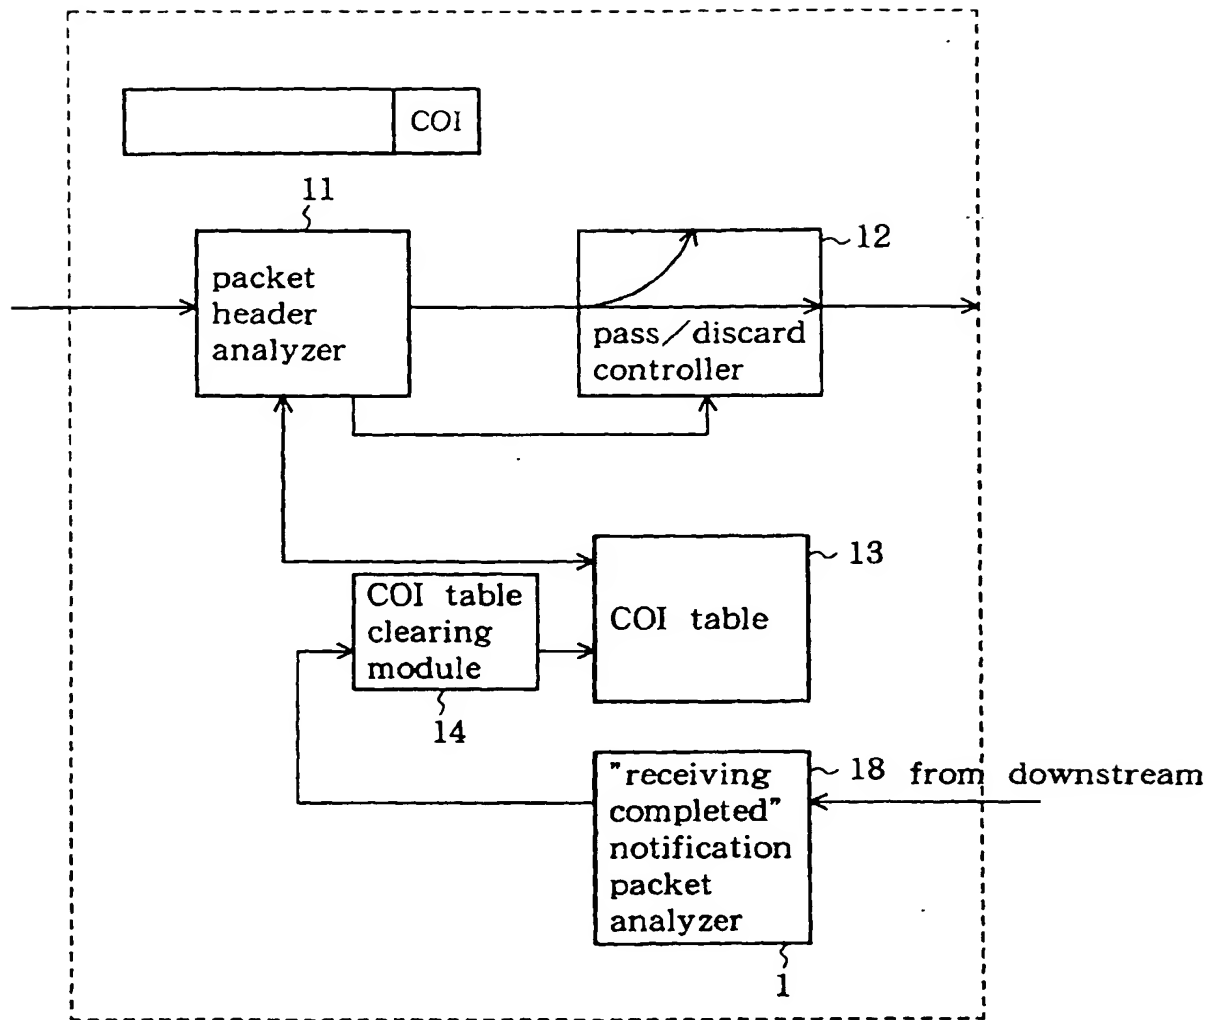 COI
11
packet
header
analyzer
12
pass/discard
controller
13
COI table
clearing
module
COI table
14
"receiving
completed"
notification
packet
analyzer
18
from downstream
1